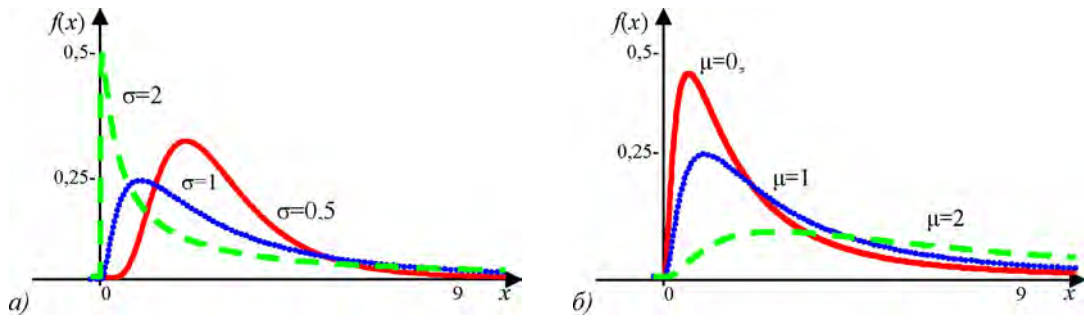 f(x)
0,5-
σ=2
0,25-
σ=1
σ=0.5
0
9
x
а)
f(x)
0,5-
μ=0,
0,25-
μ=1
μ=2
0
9
x
б)